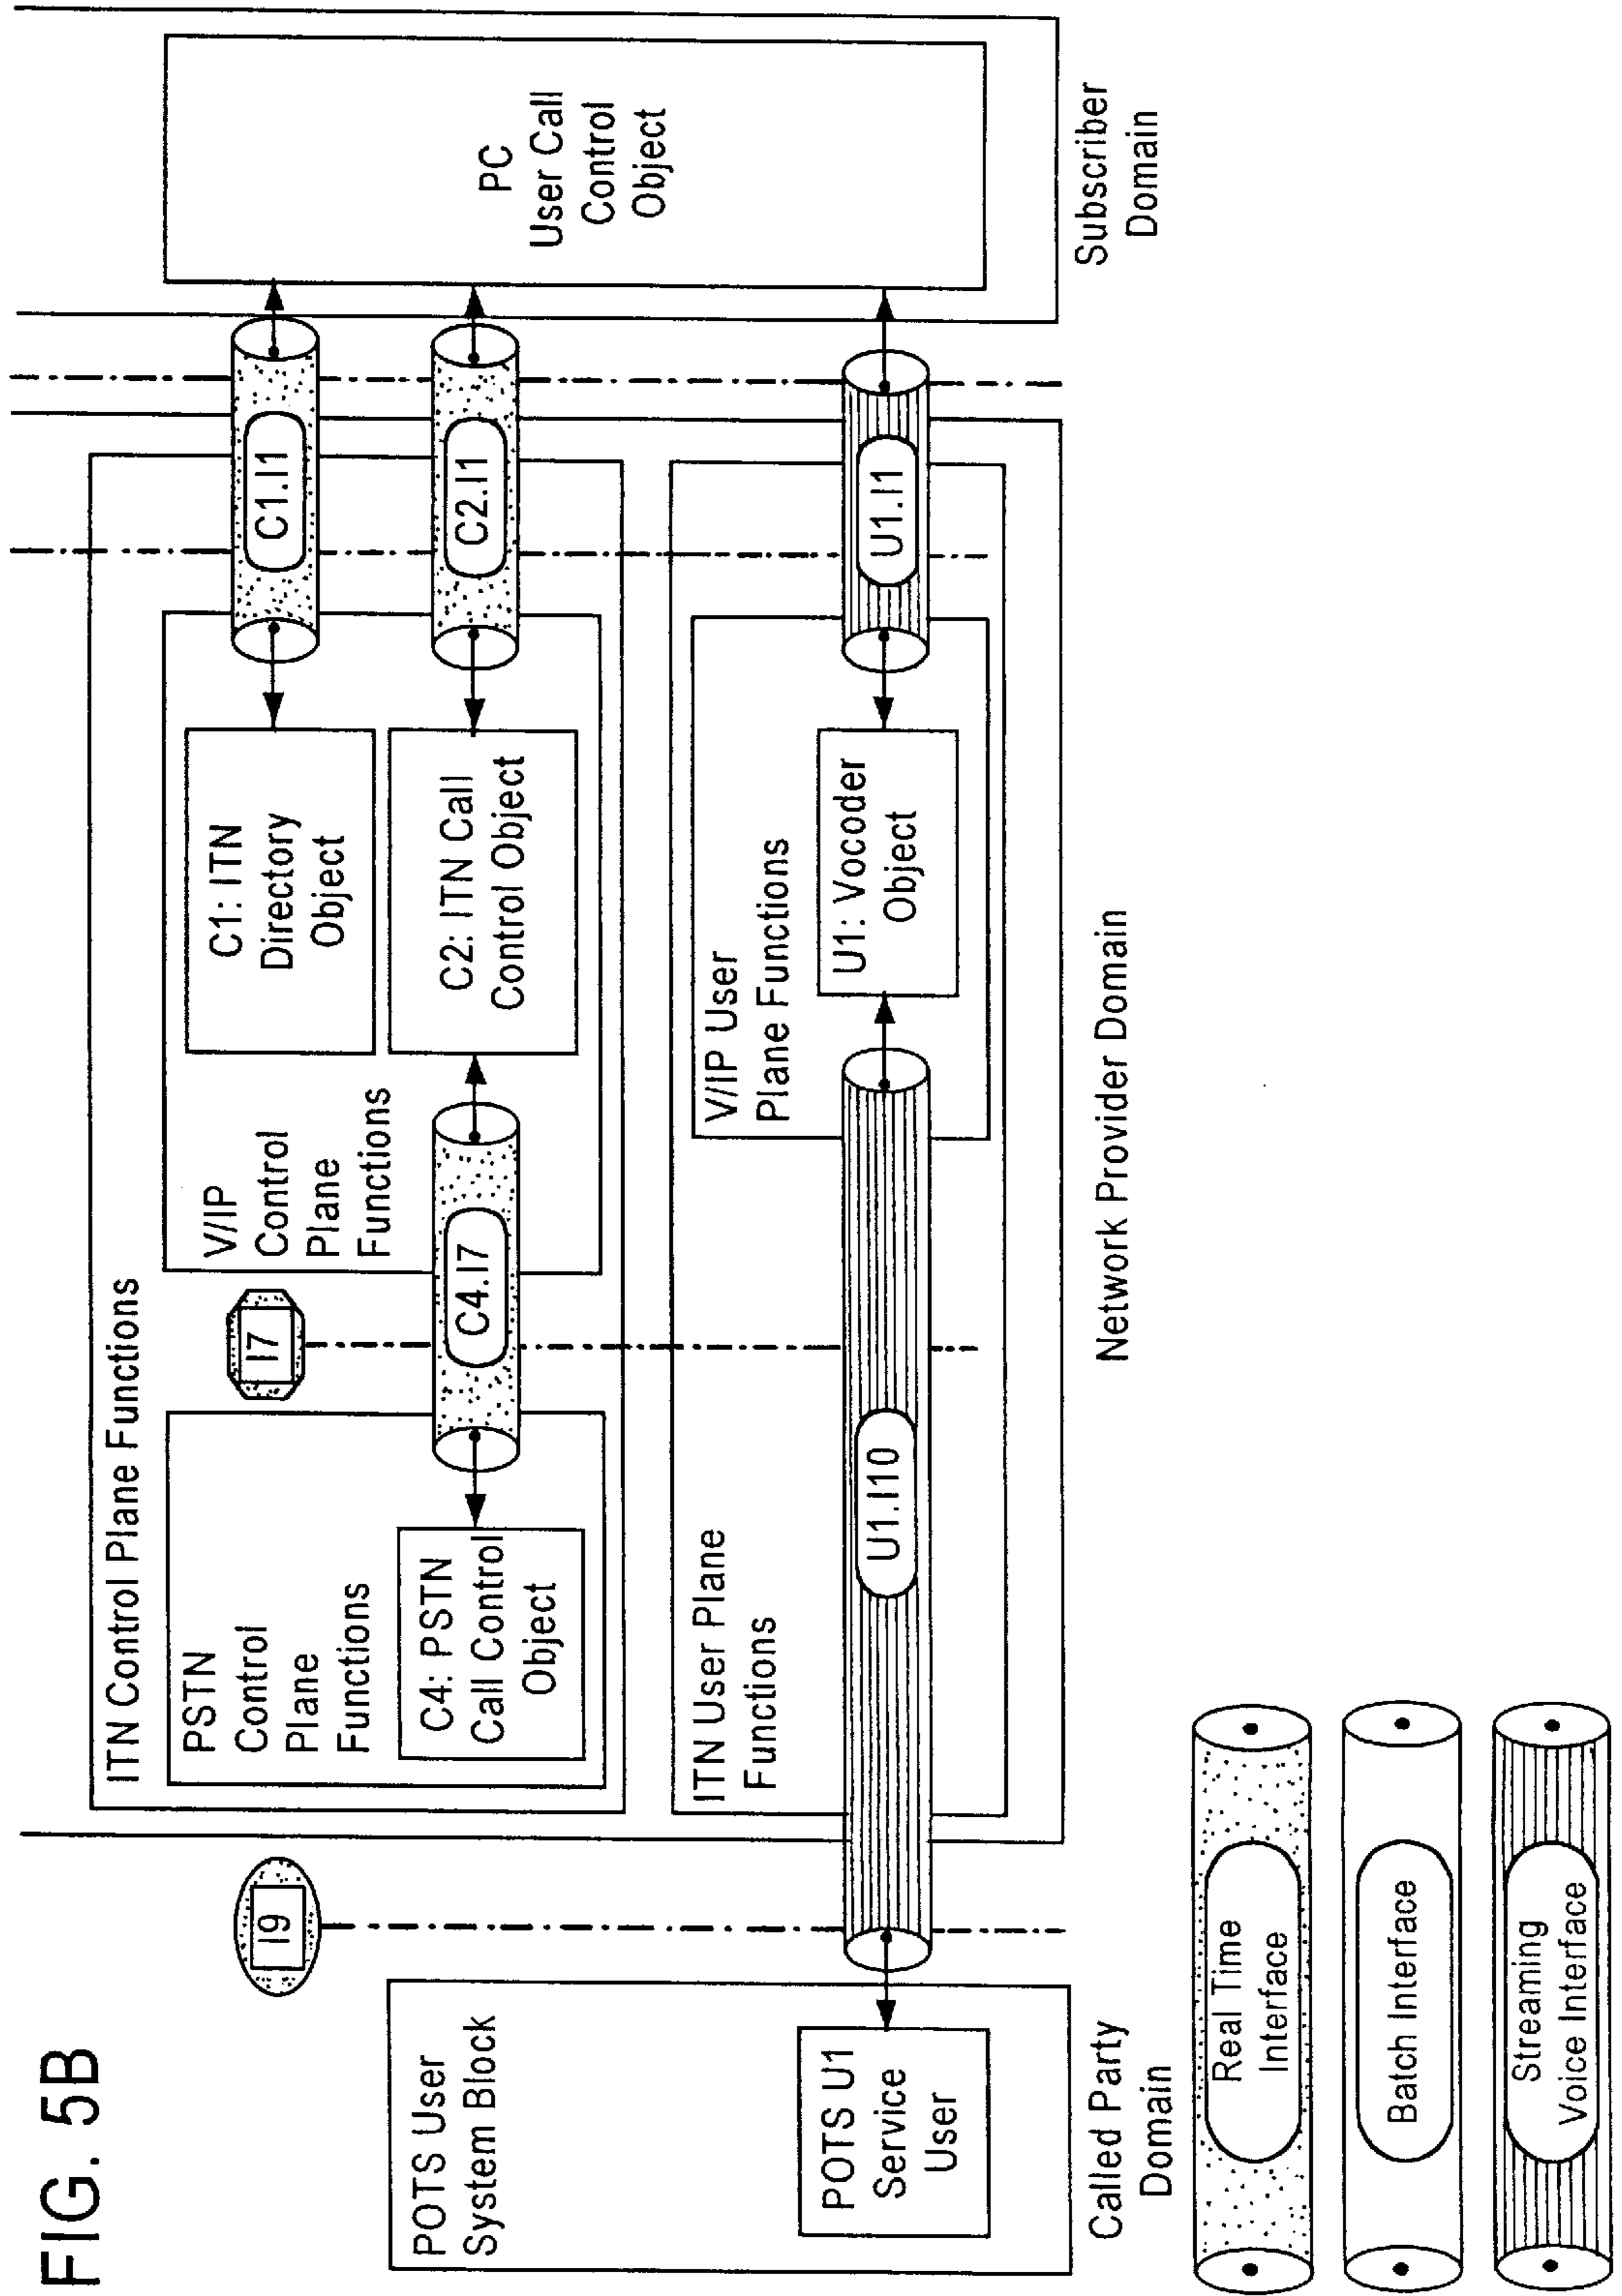 FIG. 5B
I9
POTS User
System Block
POTS U1
Service
User
Called Party
Domain
ITN Control Plane Functions
PSTN
Control
Plane
Functions
C4: PSTN
Call Control
Object
I7
C4.I7
V/IP
Control
Plane
Functions
C1: ITN
Directory
Object
C2: ITN Call
Control Object
C1.I1
C2.I1
ITN User Plane
Functions
U1.I10
V/IP User
Plane Functions
U1: Vocoder
Object
U1.I1
Network Provider Domain
PC
User Call
Control
Object
Subscriber
Domain
Real Time
Interface
Batch Interface
Streaming
Voice Interface